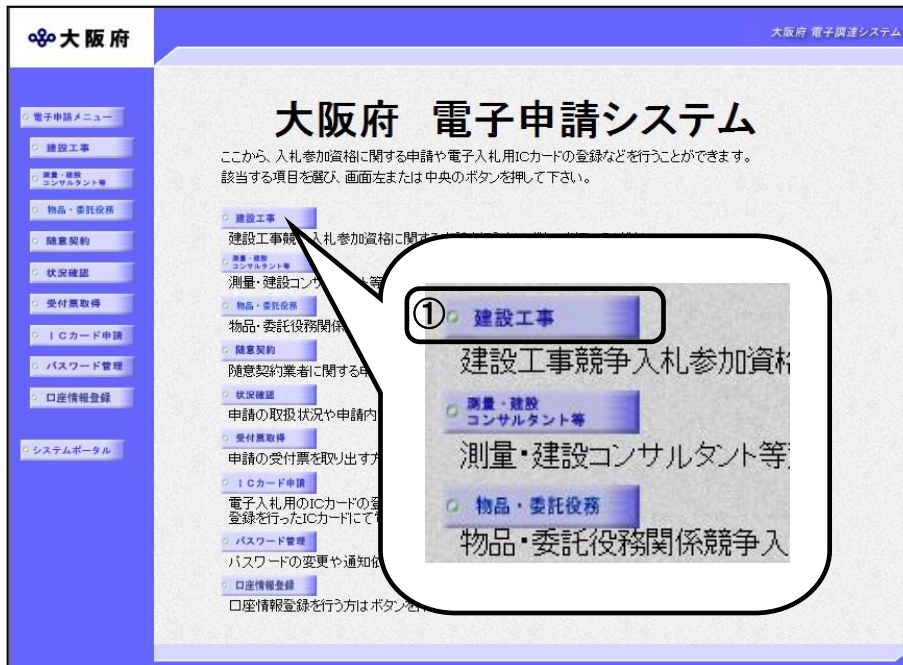 大阪府
大阪府 電子調達システム
電子申請メニュー
建設工事
測量・建設
コンサルタント等
物品・委託役務
随意契約
状況確認
受付票取得
ICカード申請
パスワード管理
口座情報登録
システムポータル
大阪府 電子申請システム
ここから、入札参加資格に関する申請や電子入札用ICカードの登録などを行うことができます。
該当する項目を選び、画面左または中央のボタンを押して下さい。
建設工事
建設工事競 入札参加資格に関する
測量・建設
コンサルタント等
測量・建設コン
物品・委託役務
物品・委託役務関係
随意契約
随意契約業者に関する
状況確認
申請の取扱状況や申請内
受付票取得
申請の受付票を取り出す
ICカード申請
電子入札用のICカードの登
登録を行ったICカードにて
パスワード管理
パスワードの変更や通知
口座情報登録
口座情報登録を行う方はボタンを
① 建設工事
建設工事競争入札参加資格
測量・建設
コンサルタント等
測量・建設コンサルタント等
物品・委託役務
物品・委託役務関係競争入